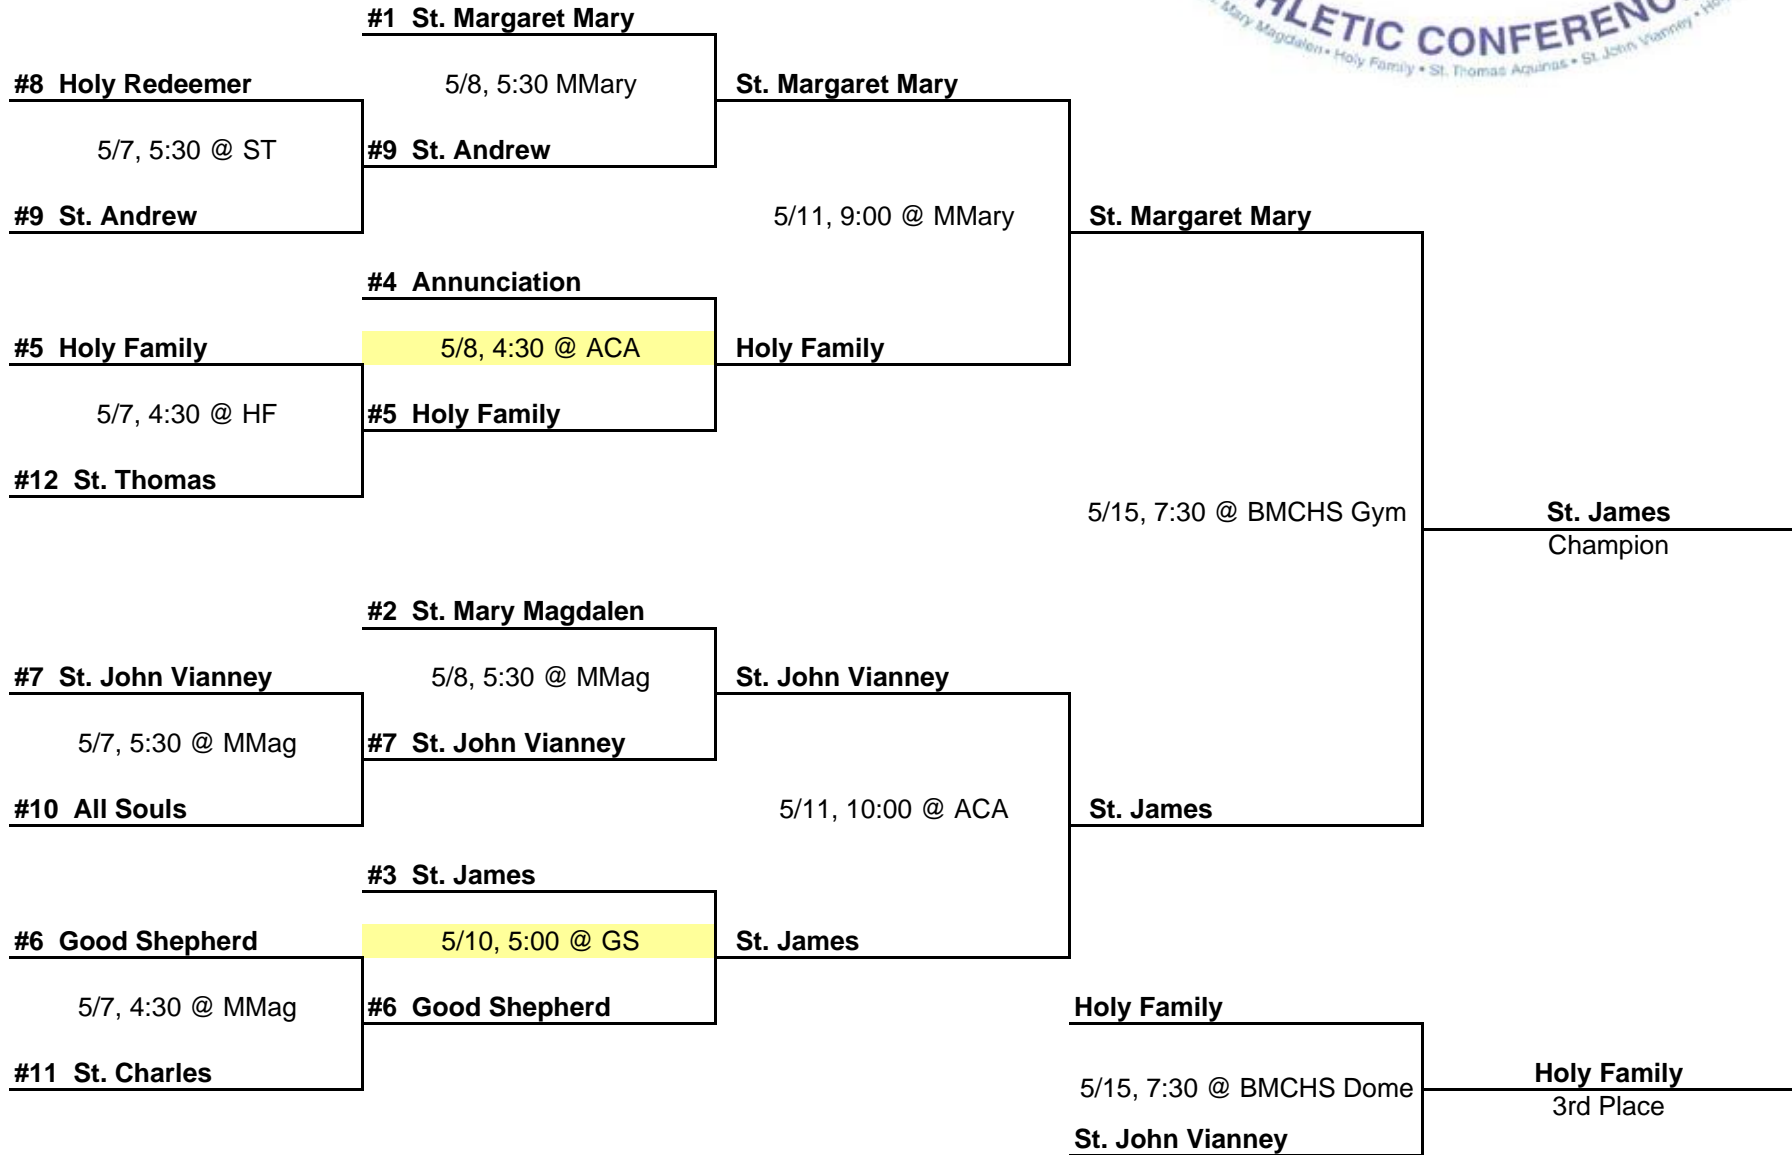 #1 St. Margaret Mary
HLETIC CONFEREN
Mary Magdalen • Holy Family • St. Thomas Aquinas • St. John Vianney •
#8 Holy Redeemer
5/8, 5:30 MMary
St. Margaret Mary
5/7, 5:30 @ ST
#9 St. Andrew
#9 St. Andrew
5/11, 9:00 @ MMary
St. Margaret Mary
#4 Annunciation
#5 Holy Family
5/8, 4:30 @ ACA
Holy Family
5/7, 4:30 @ HF
#5 Holy Family
#12 St. Thomas
5/15, 7:30 @ BMCHS Gym
St. James
Champion
#2 St. Mary Magdalen
#7 St. John Vianney
5/8, 5:30 @ MMag
St. John Vianney
5/7, 5:30 @ MMag
#7 St. John Vianney
#10 All Souls
5/11, 10:00 @ ACA
St. James
#3 St. James
#6 Good Shepherd
5/10, 5:00 @ GS
St. James
5/7, 4:30 @ MMag
#6 Good Shepherd
Holy Family
#11 St. Charles
5/15, 7:30 @ BMCHS Dome
Holy Family
3rd Place
St. John Vianney